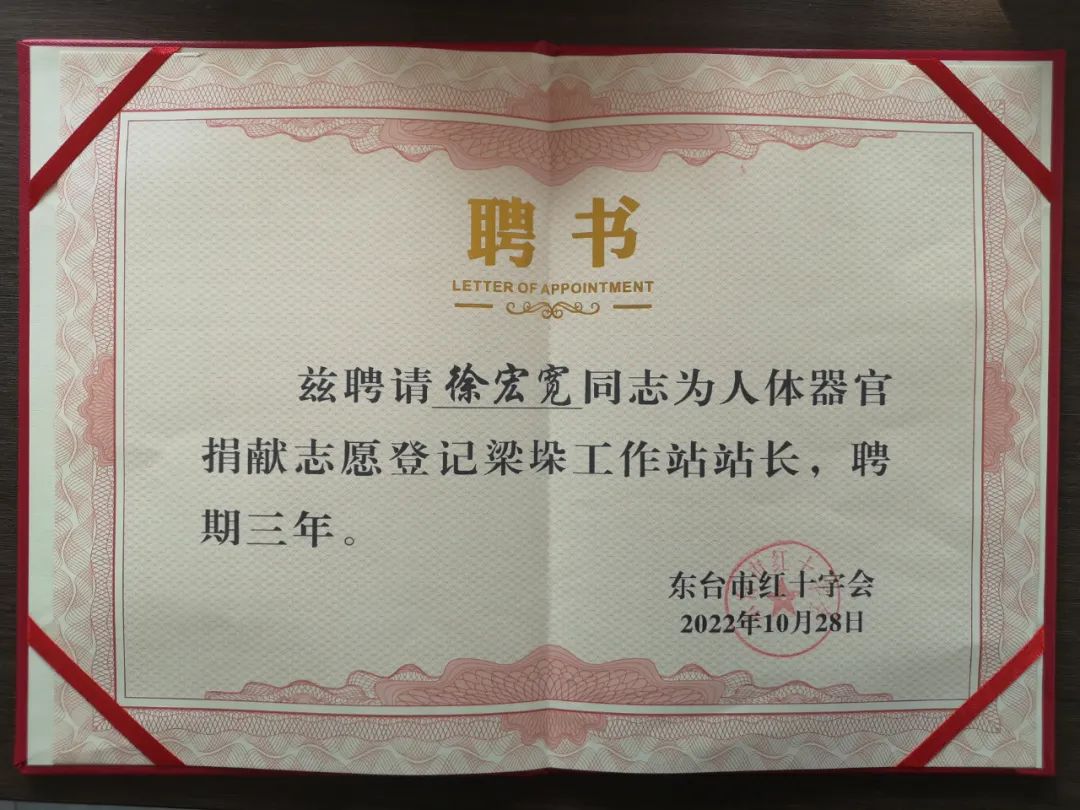 聘书
LETTER OF APPOINTMENT
兹聘请徐宏宽同志为人体器官
捐献志愿登记梁垛工作站站长，聘
期三年。
东台市红十字会
2022年10月28日